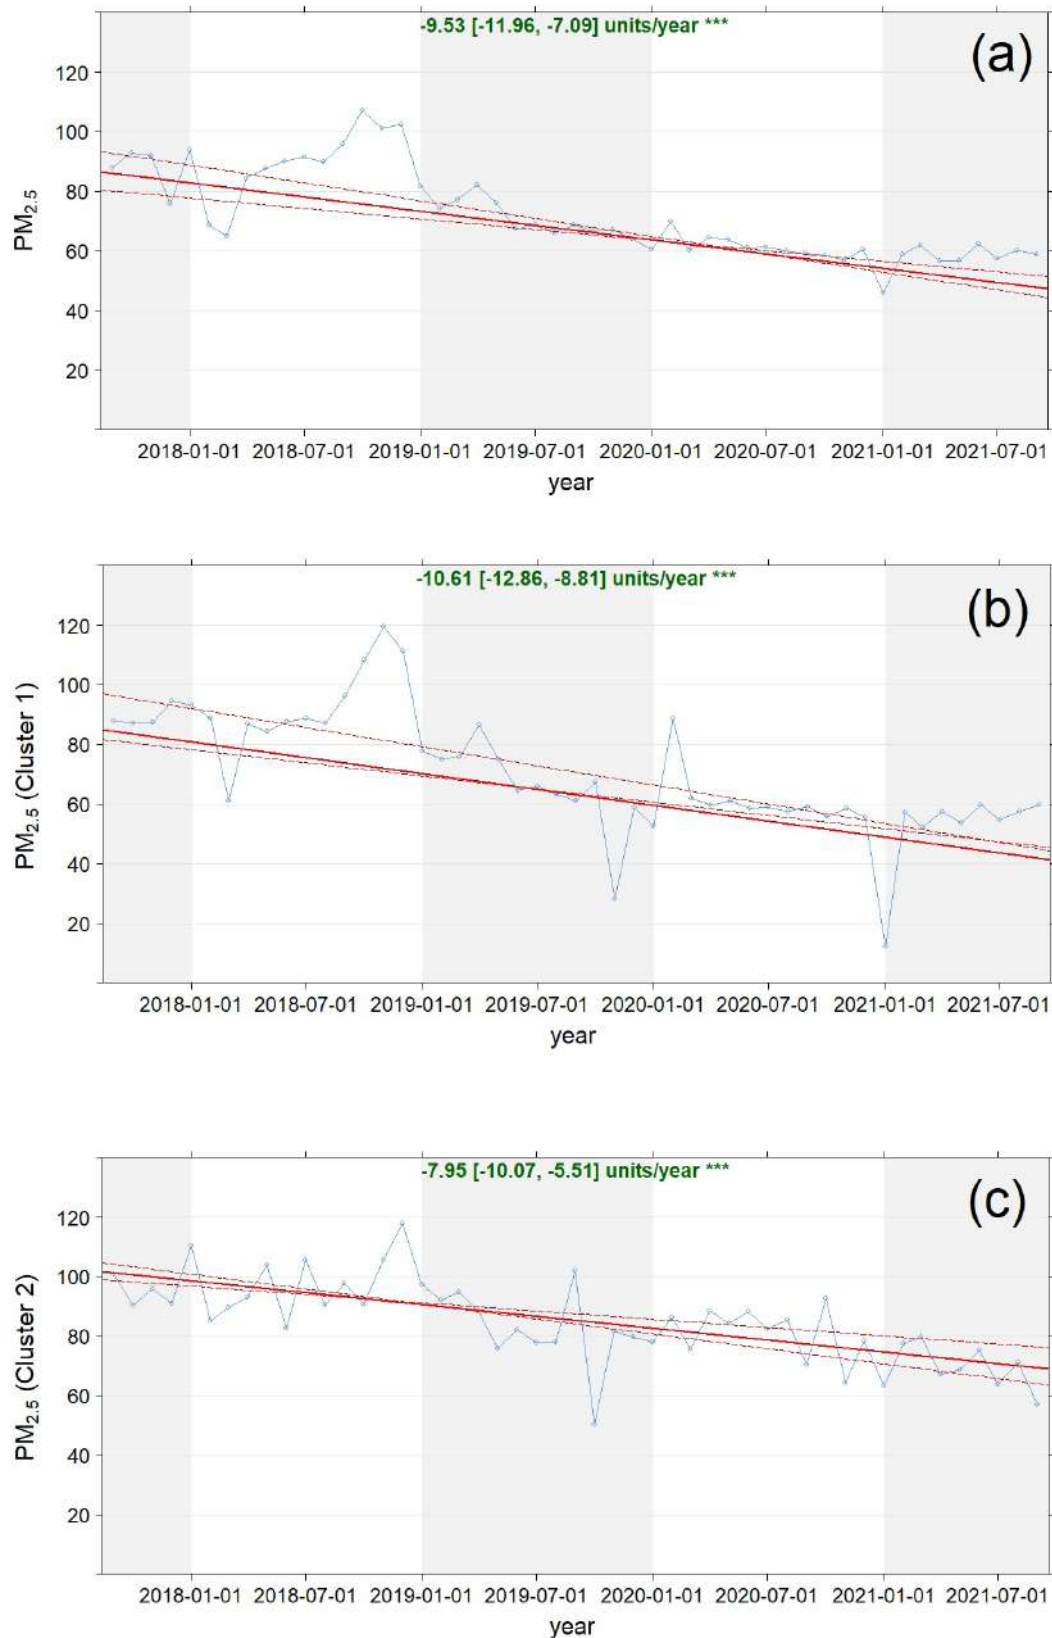 -9.53 [-11.96, -7.09] units/year ***
(a)
PM2.5
120
100
80
60
40
20
2018-01-01 2018-07-01 2019-01-01 2019-07-01 2020-01-01 2020-07-01 2021-01-01 2021-07-01
year
-10.61 [-12.86, -8.81] units/year ***
(b)
PM2.5 (Cluster 1)
120
100
80
60
40
20
2018-01-01 2018-07-01 2019-01-01 2019-07-01 2020-01-01 2020-07-01 2021-01-01 2021-07-01
year
-7.95 [-10.07, -5.51] units/year ***
(c)
PM2.5 (Cluster 2)
120
100
80
60
40
20
2018-01-01 2018-07-01 2019-01-01 2019-07-01 2020-01-01 2020-07-01 2021-01-01 2021-07-01
year